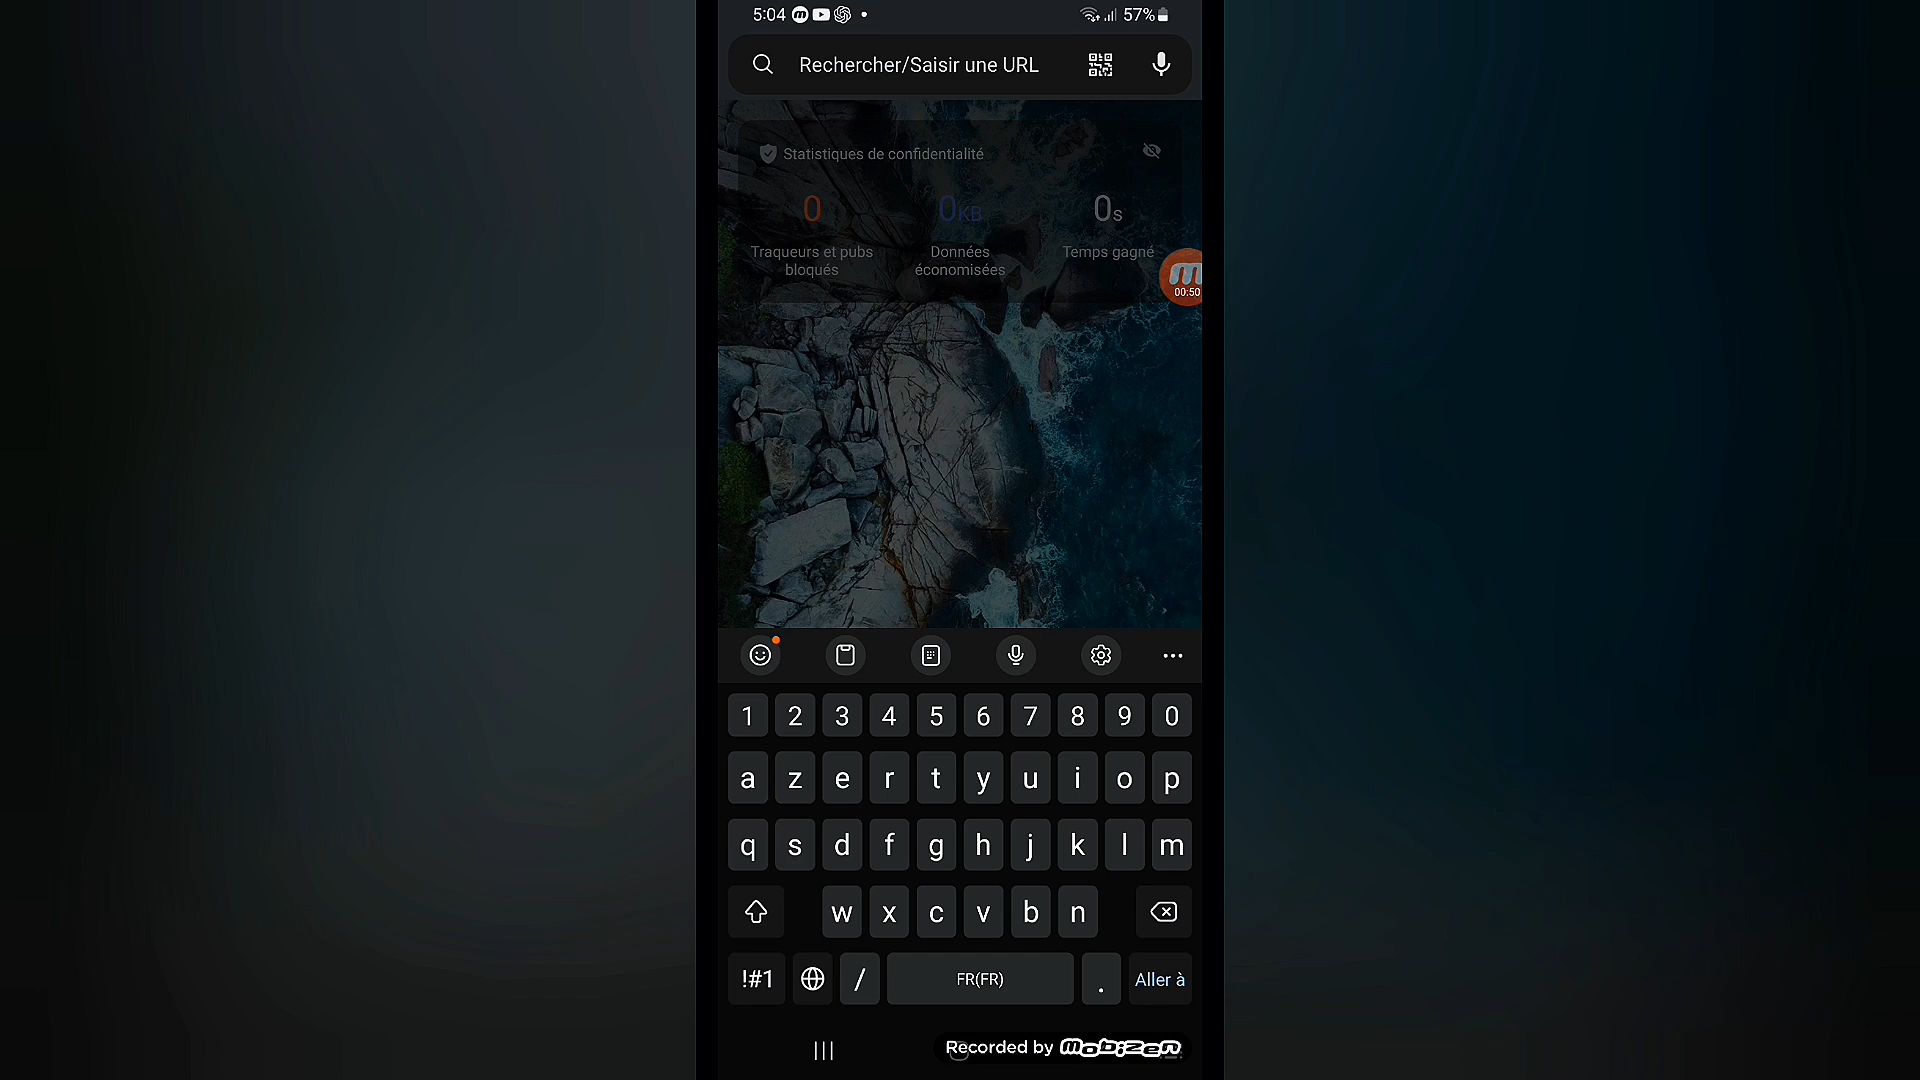 5:04
57%
Rechercher/Saisir une URL
Statistiques de confidentialité
0
0KB
0s
Traqueurs et pubs bloqués
Données économisées
Temps gagné
00:50
1 2 3 4 5 6 7 8 9 0
a z e r t y u i o p
q s d f g h j k l m
w x c v b n
!#1 / FR(FR) . Aller à
Recorded by mobizen